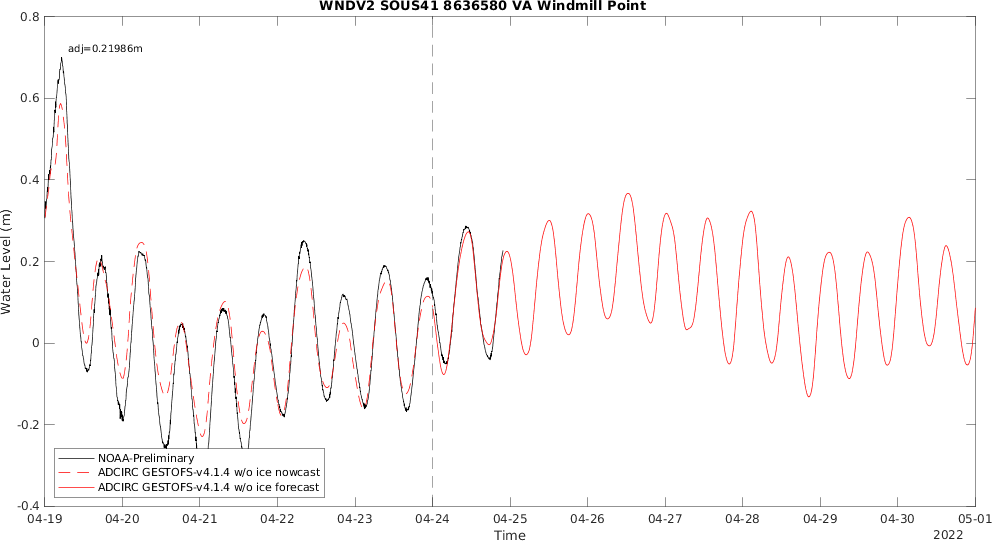 WNDV2 SOUS41 8636580 VA Windmill Point
adj=0.21986m
0.8
0.6
0.4
0.2
0
-0.2
-0.4
Water Level (m)
NOAA-Preliminary
ADCIRC GESTOFS-v4.1.4 w/o ice nowcast
ADCIRC GESTOFS-v4.1.4 w/o ice forecast
04-19 04-20 04-21 04-22 04-23 04-24 04-25 04-26 04-27 04-28 04-29 04-30 05-01
Time
2022